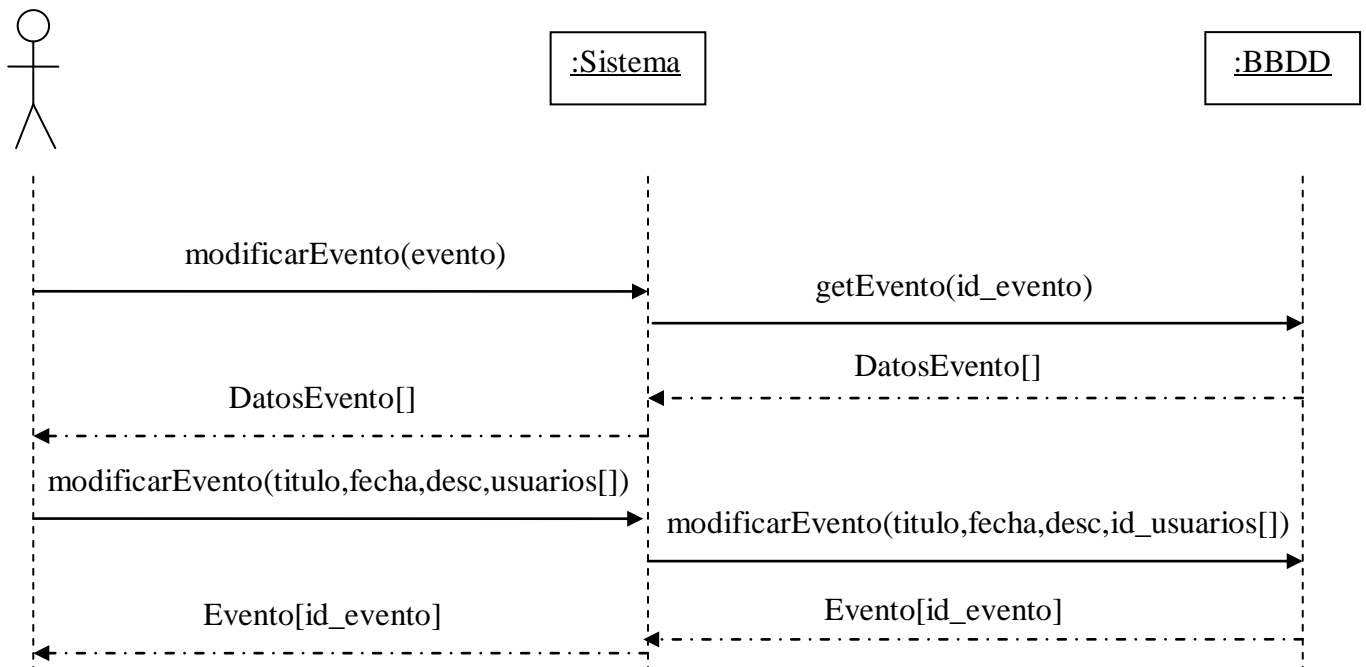 :Sistema
:BBDD
modificarEvento(evento)
getEvento(id_evento)
DatosEvento[]
DatosEvento[]
modificarEvento(titulo,fecha,desc,usuarios[])
modificarEvento(titulo,fecha,desc,id_usuarios[])
Evento[id_evento]
Evento[id_evento]